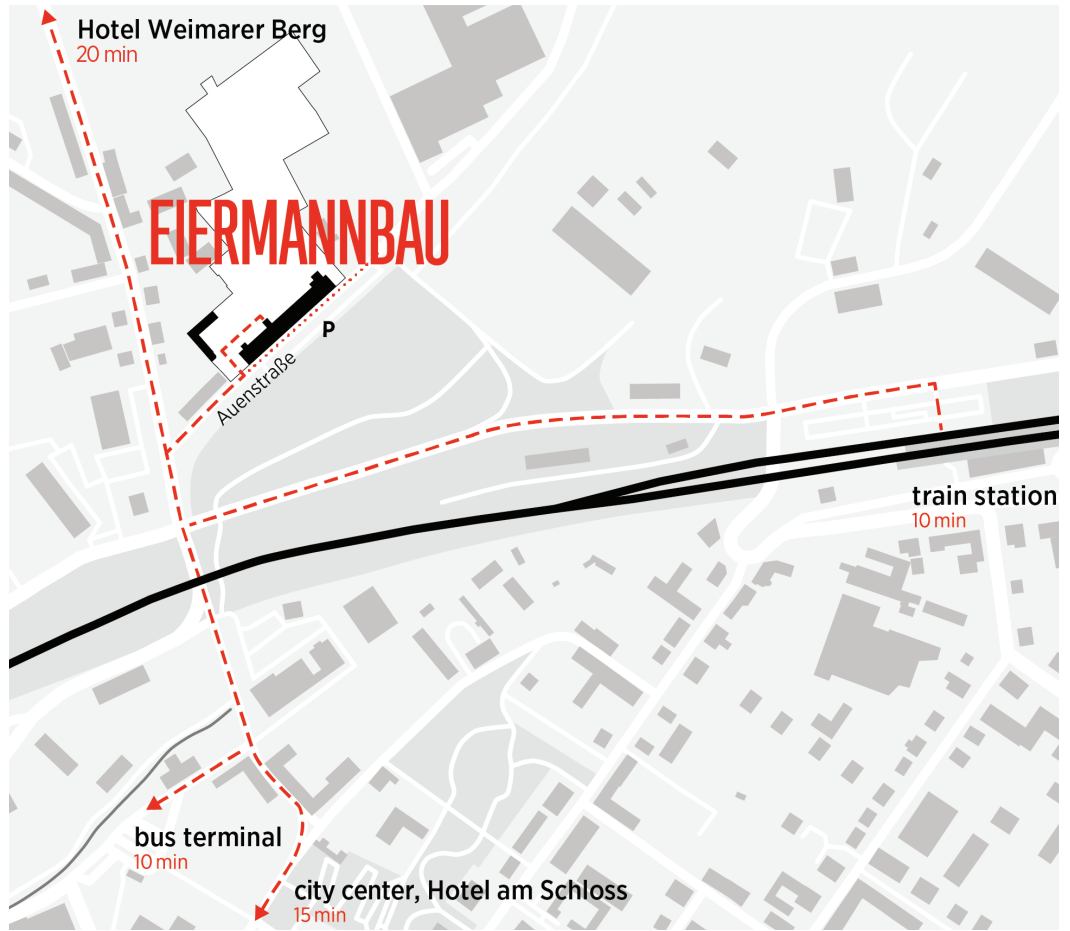 Hotel Weimarer Berg
20 min
EIERMANNBAU
P
Auenstraße
train station
10 min
bus terminal
10 min
city center, Hotel am Schloss
15 min